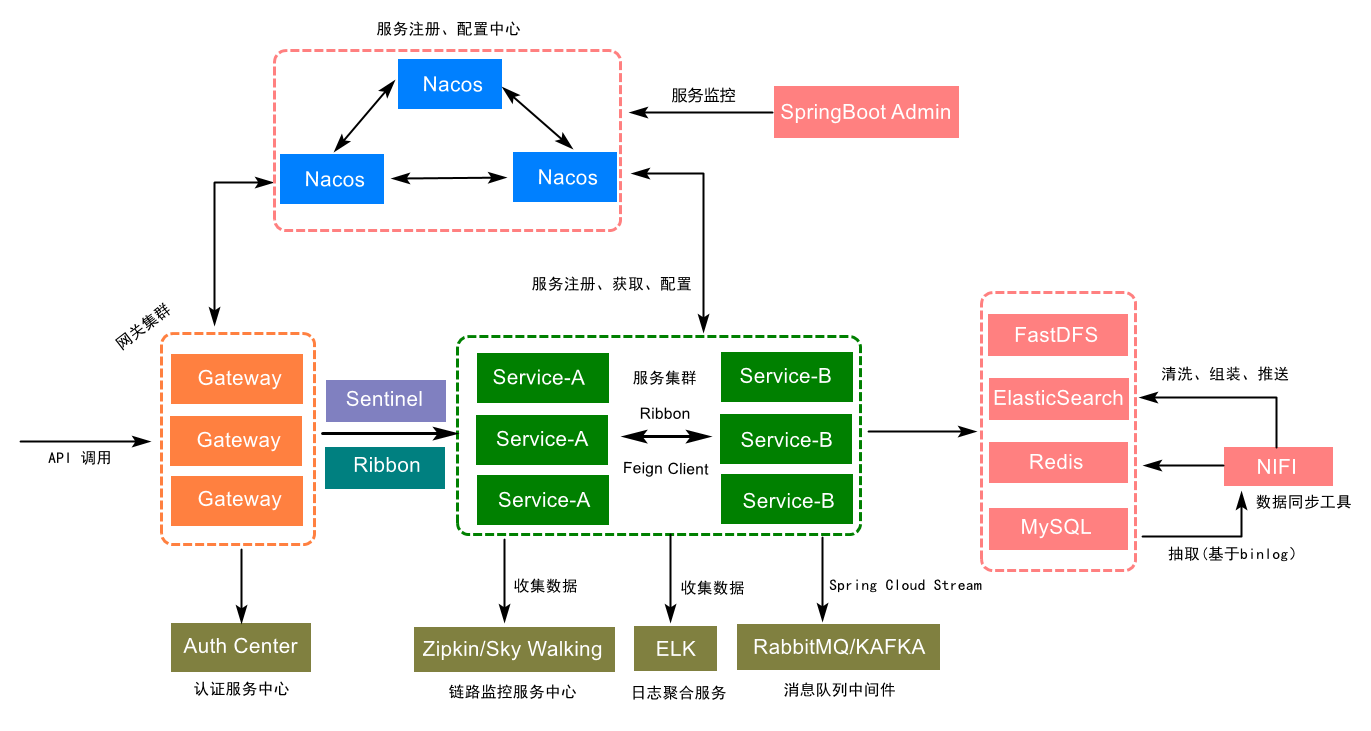 服务注册、配置中心
Nacos
服务监控
SpringBoot Admin
Nacos
Nacos
服务注册、获取、配置
网关集群
Gateway
Gateway
Gateway
API 调用
Sentinel
Ribbon
Service-A
Service-A
Service-A
服务集群
Ribbon
Feign Client
Service-B
Service-B
Service-B
FastDFS
ElasticSearch
Redis
MySQL
清洗、组装、推送
NIFI
数据同步工具
抽取(基于binlog)
收集数据
收集数据
Spring Cloud Stream
Auth Center
认证服务中心
Zipkin/Sky Walking
链路监控服务中心
ELK
日志聚合服务
RabbitMQ/KAFKA
消息队列中间件